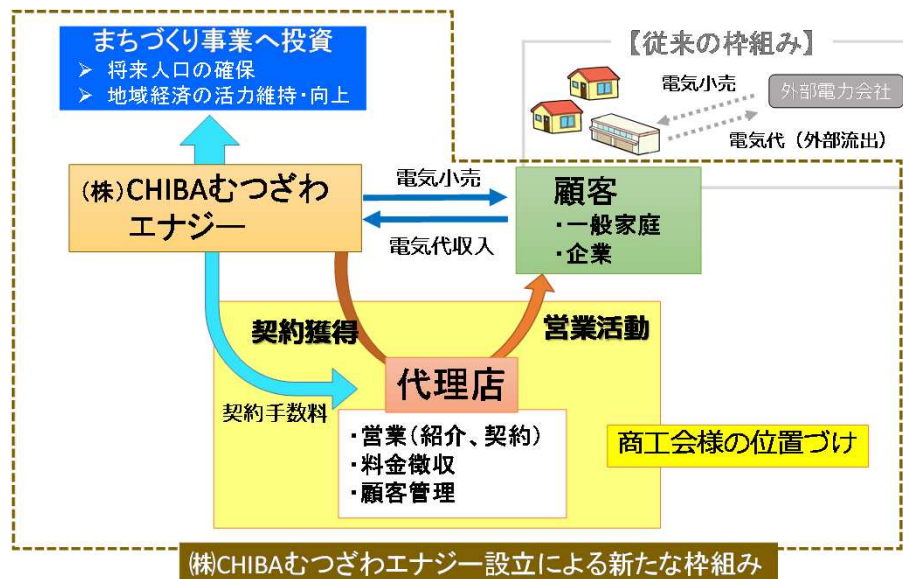 まちづくり事業へ投資
➢ 将来人口の確保
➢ 地域経済の活力維持・向上
【従来の枠組み】
電気小売
外部電力会社
電気代（外部流出）
（株）CHIBAむつざわ
エナジー
電気小売
電気代収入
顧客
・一般家庭
・企業
契約獲得
営業活動
代理店
契約手数料
・営業（紹介、契約）
・料金徴収
・顧客管理
商工会様の位置づけ
㈱CHIBAむつざわエナジー設立による新たな枠組み